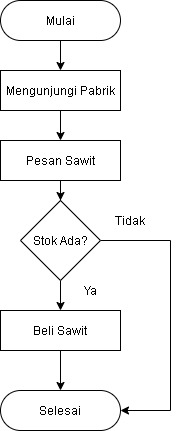 Mulai
Mengunjungi Pabrik
Pesan Sawit
Stok Ada?
Tidak
Ya
Beli Sawit
Selesai